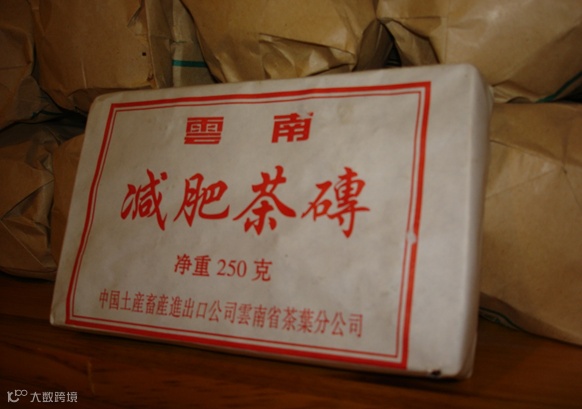 雲南
减肥茶磚
净重250克
中国土産畜産進出口公司雲南省茶葉分公司
大数跨境